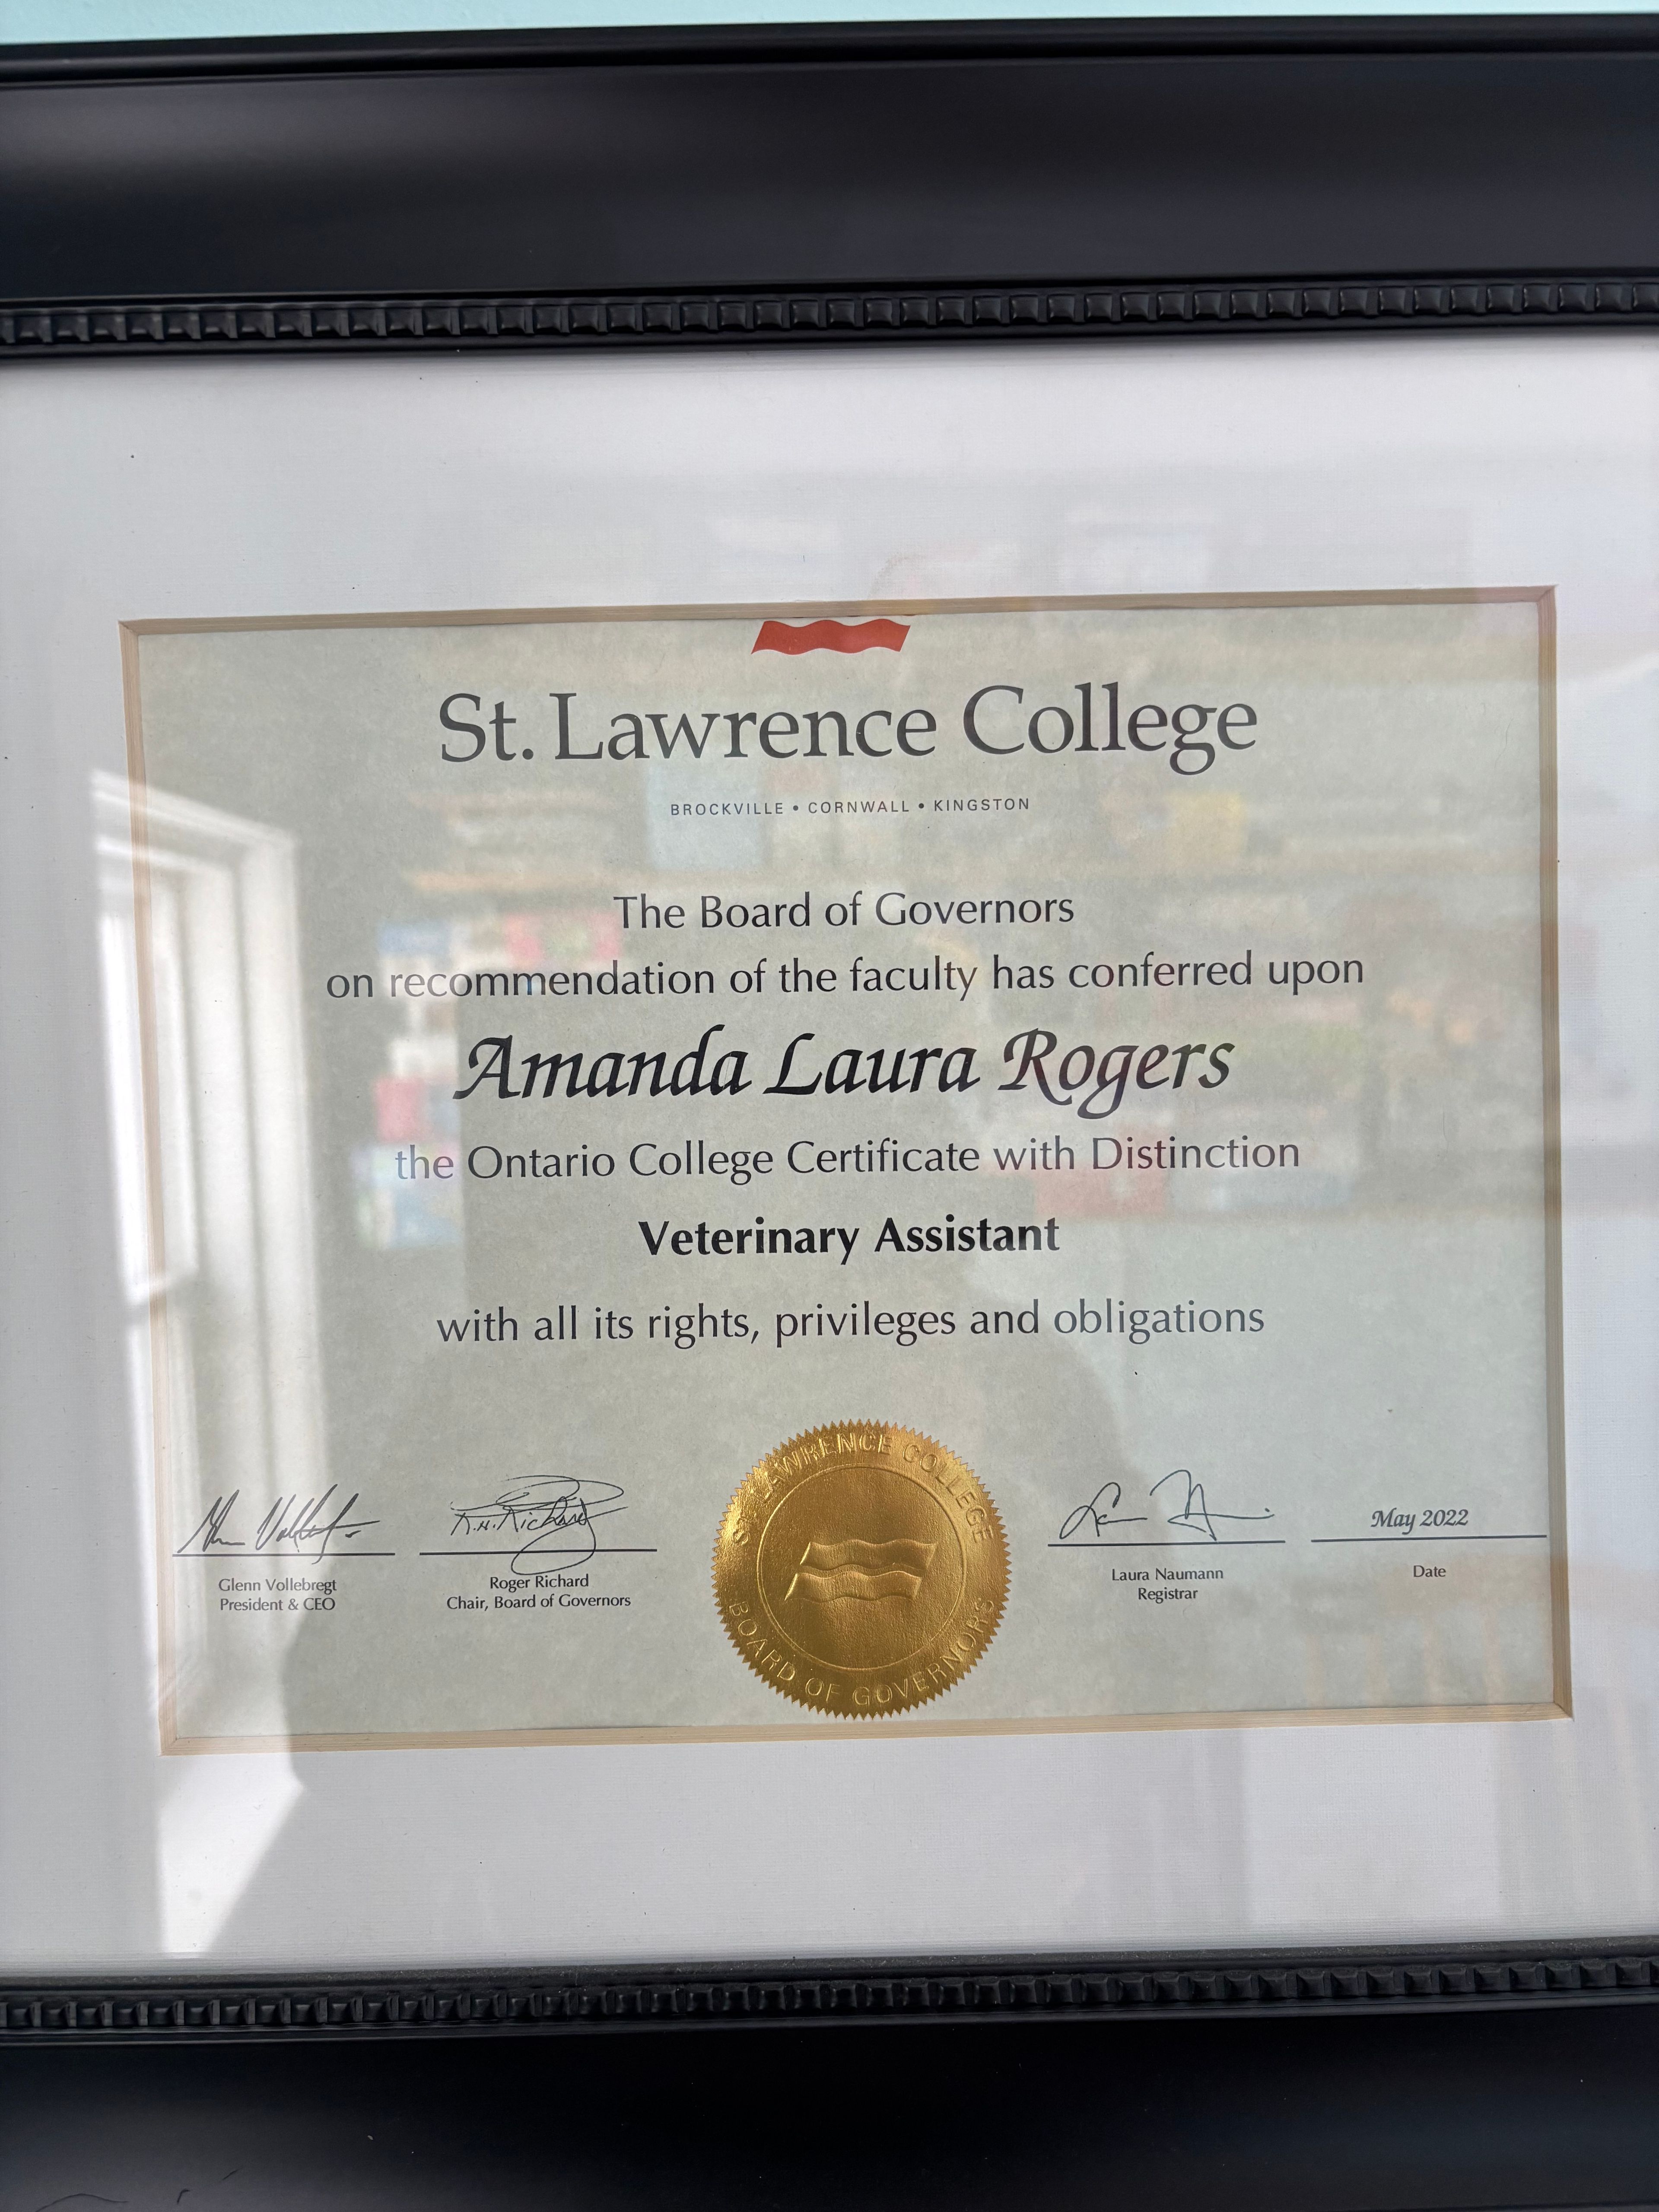 St. Lawrence College
BROCKVILLE • CORNWALL • KINGSTON
The Board of Governors
on recommendation of the faculty has conferred upon
Amanda Laura Rogers
the Ontario College Certificate with Distinction
Veterinary Assistant
with all its rights, privileges and obligations
R.H. Richard
May 2022
Glenn Vollebregt
President & CEO
Roger Richard
Chair, Board of Governors
ST. LAWRENCE COLLEGE
BOARD OF GOVERNORS
Laura Naumann
Registrar
Date